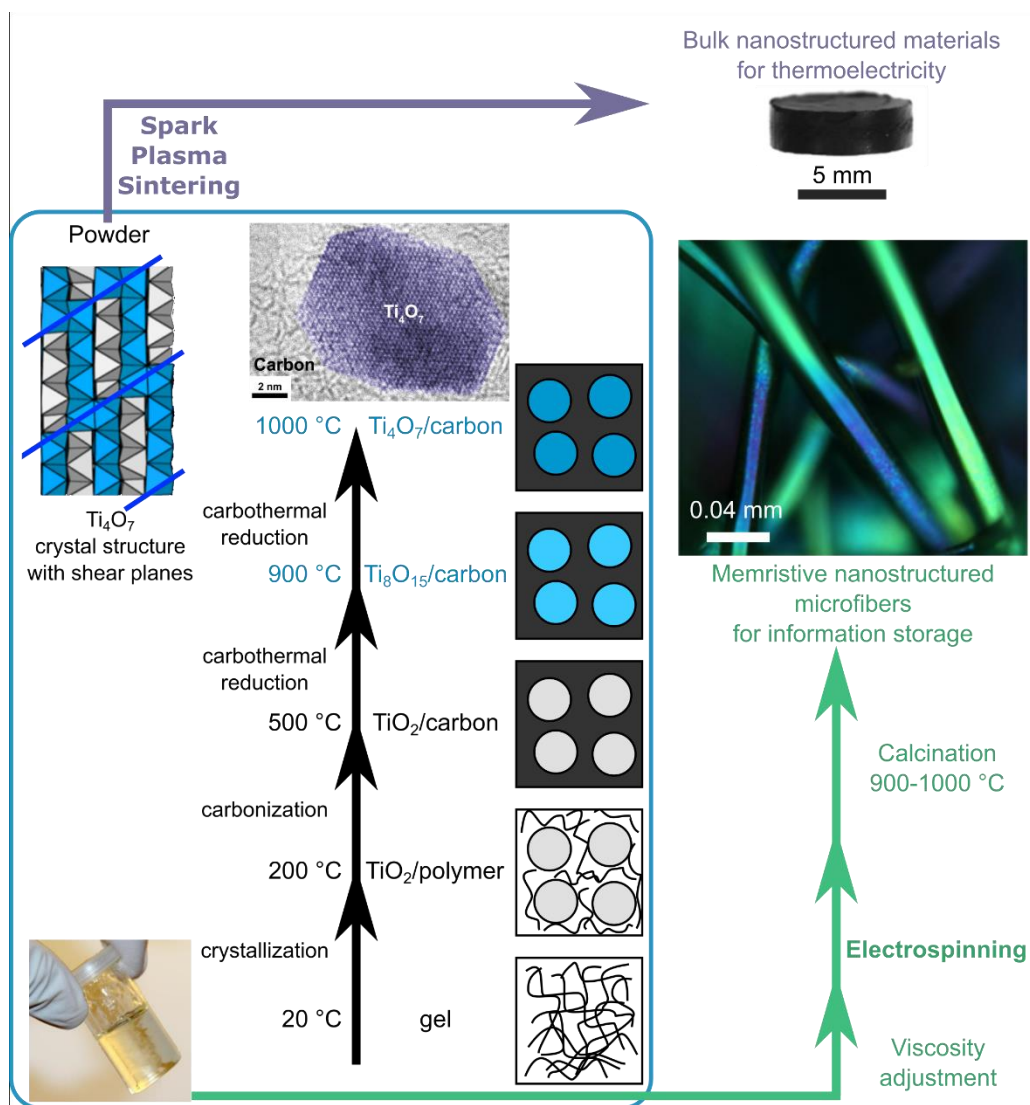 Bulk nanostructured materials
for thermoelectricity
5 mm
Spark
Plasma
Sintering
Powder
Ti₄O₇
Carbon
2 nm
Ti₄O₇
crystal structure
with shear planes
1000 °C Ti₄O₇/carbon
carbothermal
reduction
900 °C Ti₈O₁₅/carbon
carbothermal
reduction
500 °C TiO₂/carbon
carbonization
200 °C TiO₂/polymer
crystallization
20 °C gel
0.04 mm
Memristive nanostructured
microfibers
for information storage
Calcination
900-1000 °C
Electrospinning
Viscosity
adjustment